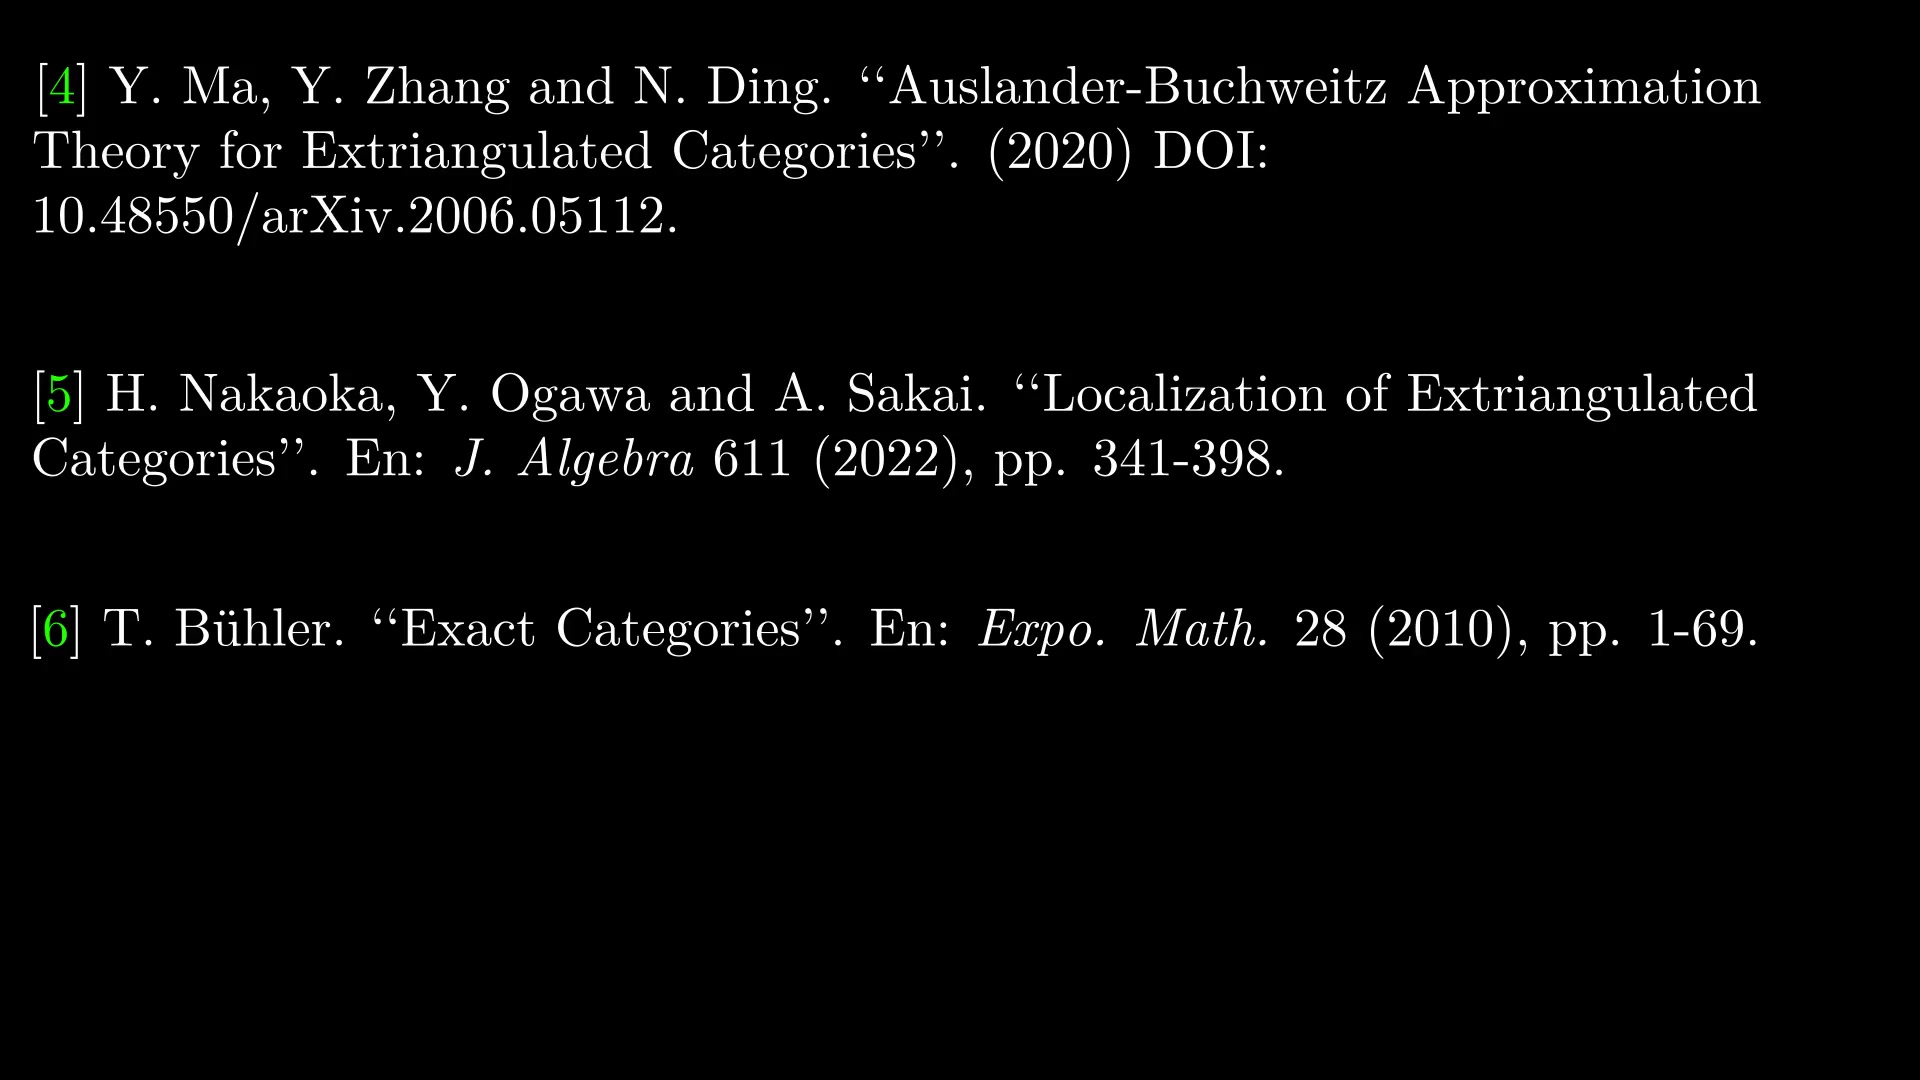 [4] Y. Ma, Y. Zhang and N. Ding. “Auslander-Buchweitz Approximation
Theory for Extriangulated Categories”. (2020) DOI:
10.48550/arXiv.2006.05112.
[5] H. Nakaoka, Y. Ogawa and A. Sakai. “Localization of Extriangulated
Categories”. En: J. Algebra 611 (2022), pp. 341-398.
[6] T. Bühler. “Exact Categories”. En: Expo. Math. 28 (2010), pp. 1-69.